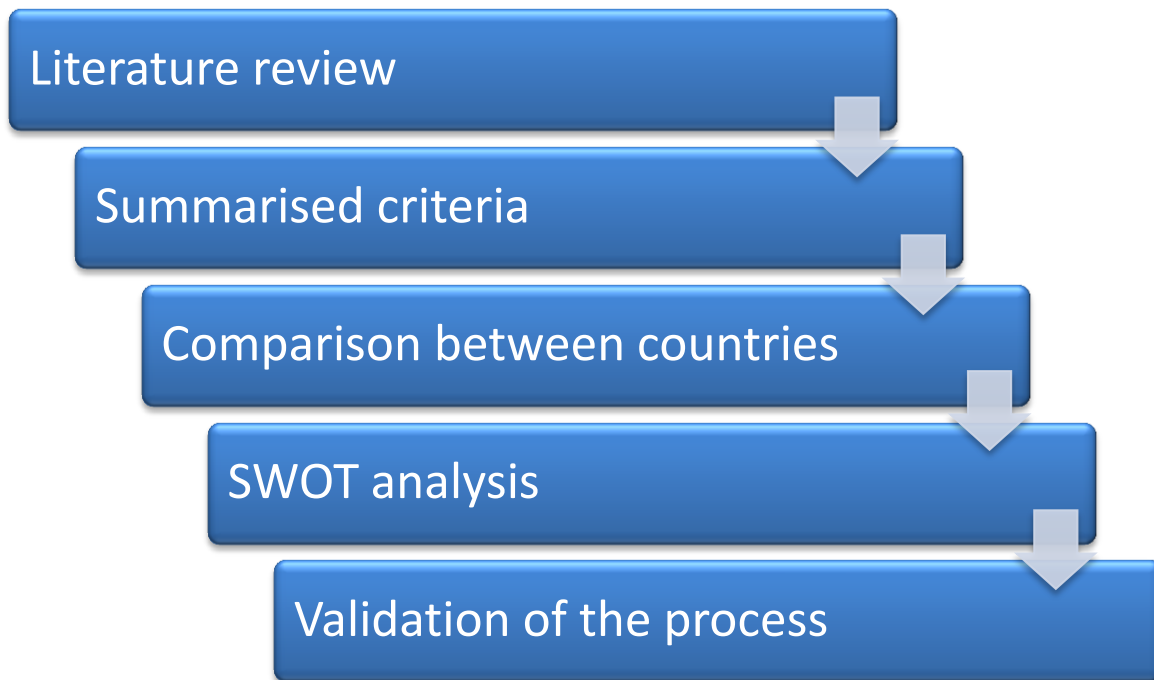 Literature review
Summarised criteria
Comparison between countries
SWOT analysis
Validation of the process